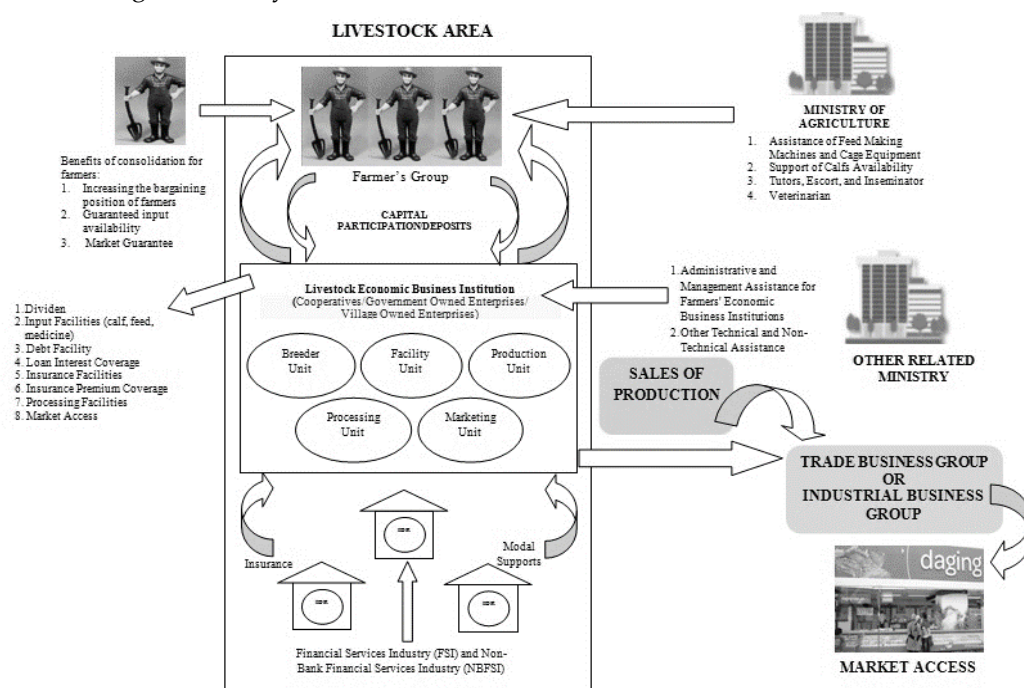 LIVESTOCK AREA
Benefits of consolidation for
farmers:
1. Increasing the bargaining
position of farmers
2. Guaranteed input
availability
3. Market Guarantee
Farmer's Group
CAPITAL
PARTICIPATION/DEPOSITS
MINISTRY OF
AGRICULTURE
1. Assistance of Feed Making
Machines and Cage Equipment
2. Support of Calfs Availability
3. Tutors, Escort, and Inseminator
4. Veterinarian
1. Dividen
2. Input Facilities (calf, feed,
medicine)
3. Debt Facility
4. Loan Interest Coverage
5. Insurance Facilities
6. Insurance Premium Coverage
7. Processing Facilities
8. Market Access
Livestock Economic Business Institution
(Cooperatives/Government Owned Enterprises/
Village Owned Enterprises)
Breeder
Unit
Facility
Unit
Production
Unit
Processing
Unit
Marketing
Unit
1. Administrative and
Management Assistance for
Farmers' Economic
Business Institutions
2. Other Technical and Non-
Technical Assistance
OTHER RELATED
MINISTRY
SALES OF
PRODUCTION
TRADE BUSINESS GROUP
OR
INDUSTRIAL BUSINESS
GROUP
Insurance
Modal
Supports
Financial Services Industry (FSI) and Non-
Bank Financial Services Industry (NBFSI)
daging
MARKET ACCESS